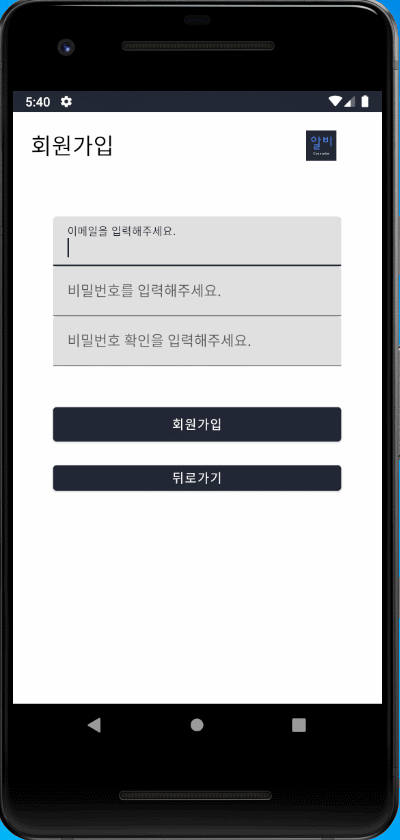 5:40
회원가입
알비
이메일을 입력해주세요.
비밀번호를 입력해주세요.
비밀번호 확인을 입력해주세요.
회원가입
뒤로가기